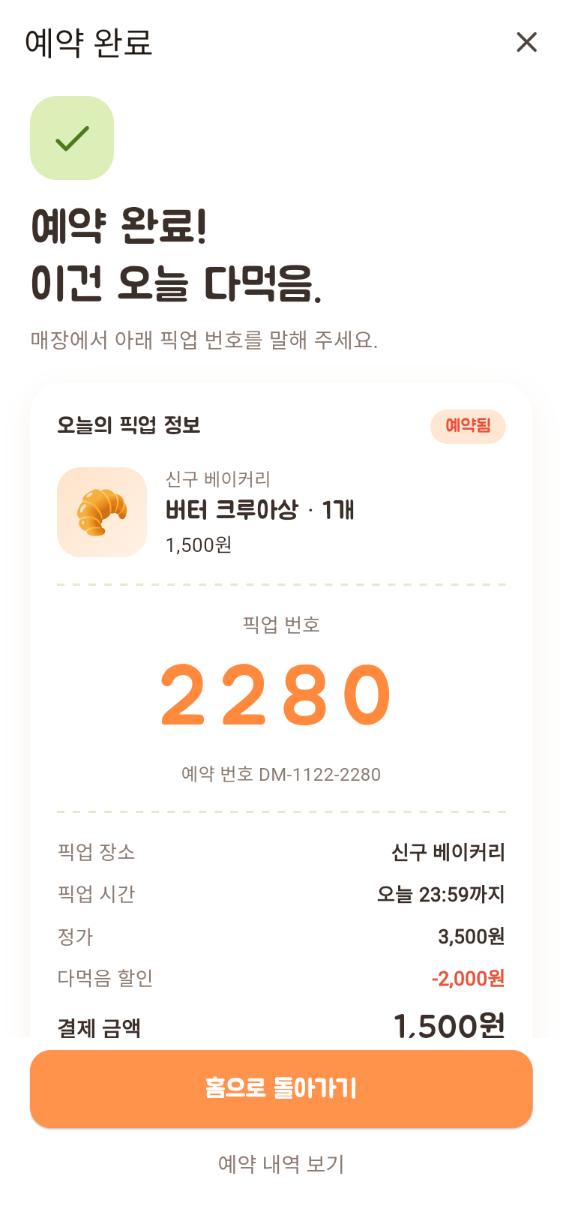 예약 완료
예약 완료!
이건 오늘 다먹음.
매장에서 아래 픽업 번호를 말해 주세요.
오늘의 픽업 정보
예약됨
신구 베이커리
버터 크루아상 · 1개
1,500원
픽업 번호
2280
예약 번호 DM-1122-2280
픽업 장소 신구 베이커리
픽업 시간 오늘 23:59까지
정가 3,500원
다먹음 할인 -2,000원
결제 금액 1,500원
홈으로 돌아가기
예약 내역 보기